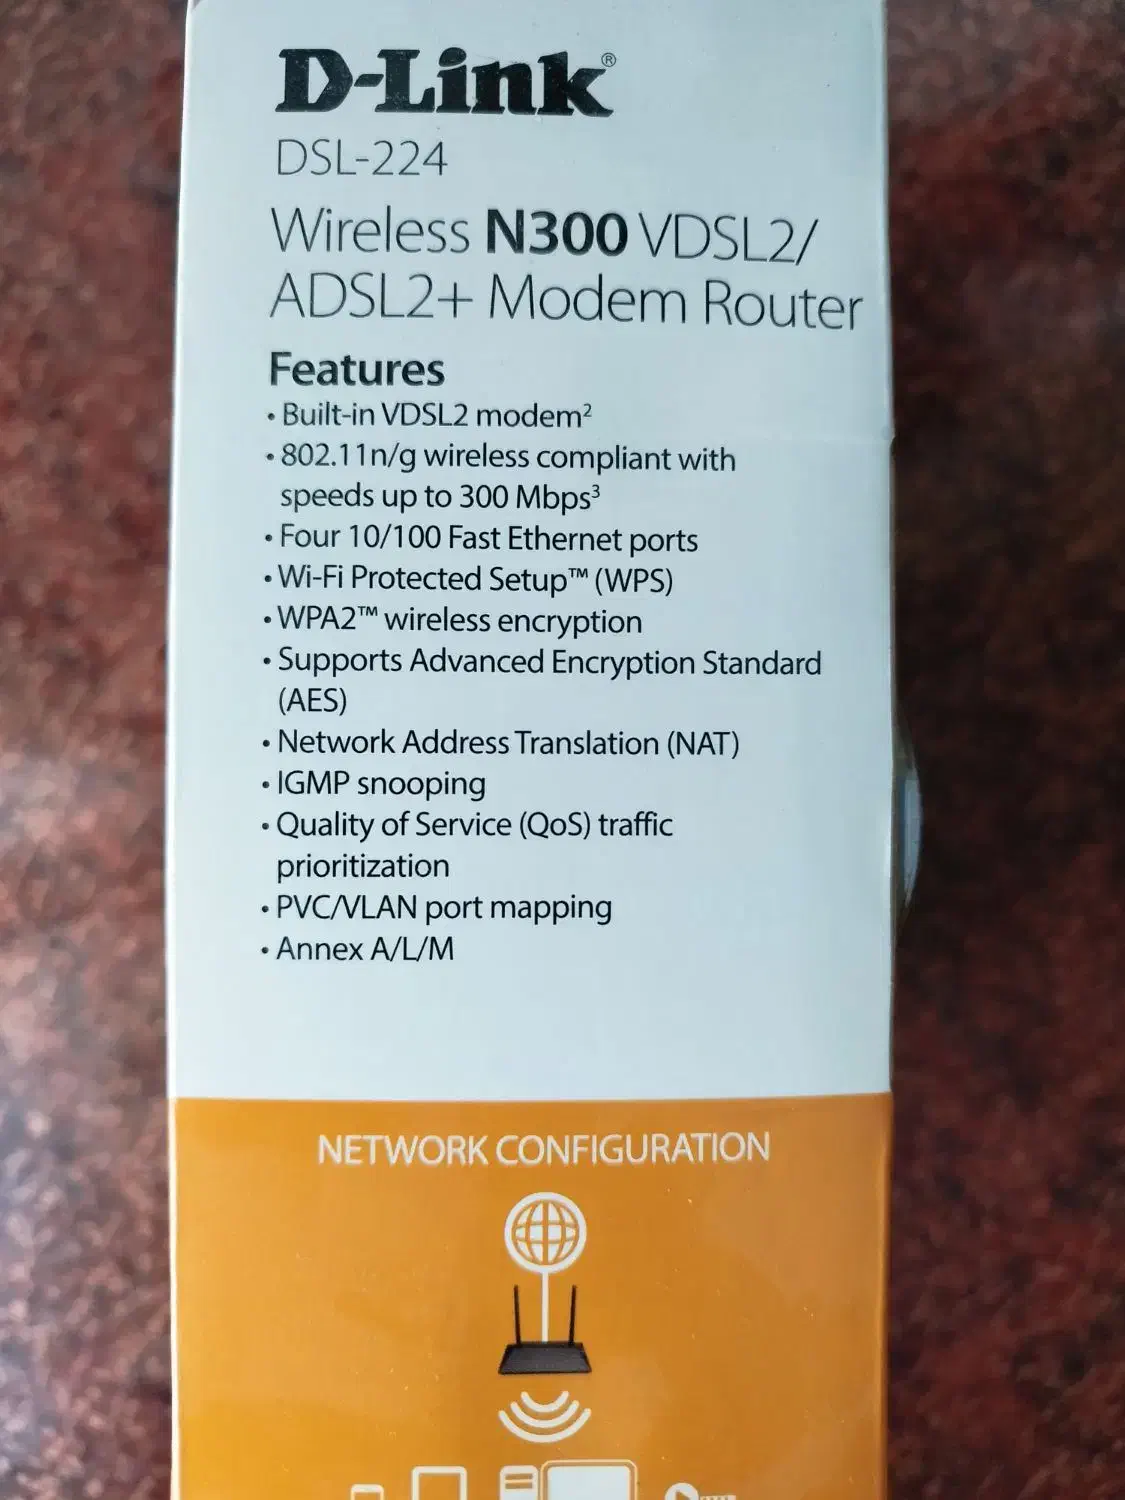 D-Link®
DSL-224
Wireless N300 VDSL2/
ADSL2+ Modem Router
Features
• Built-in VDSL2 modem²
• 802.11n/g wireless compliant with
speeds up to 300 Mbps³
• Four 10/100 Fast Ethernet ports
• Wi-Fi Protected Setup™ (WPS)
• WPA2™ wireless encryption
• Supports Advanced Encryption Standard
(AES)
• Network Address Translation (NAT)
• IGMP snooping
• Quality of Service (QoS) traffic
prioritization
• PVC/VLAN port mapping
• Annex A/L/M
NETWORK CONFIGURATION